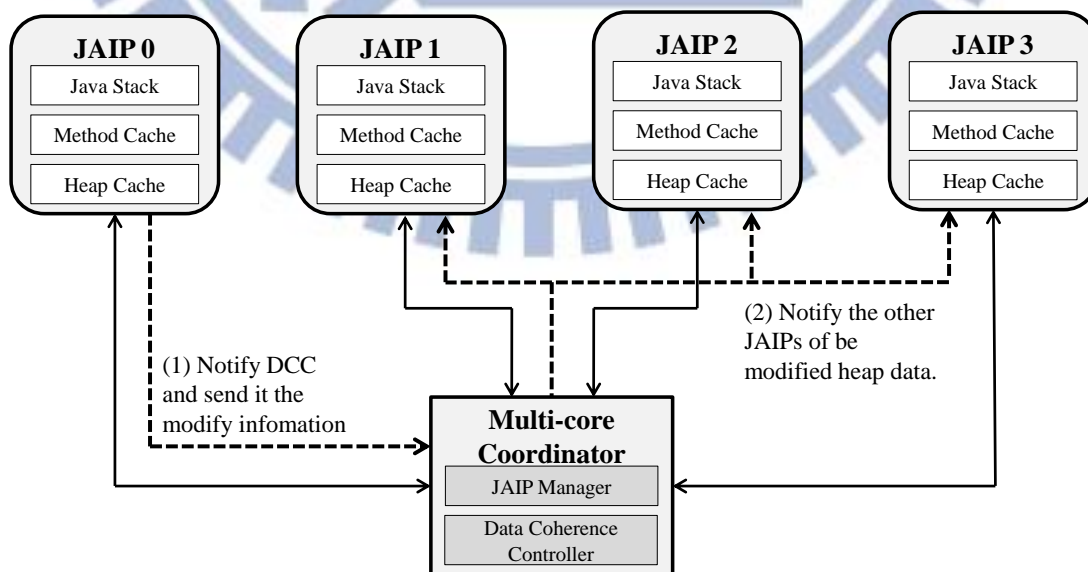 JAIP 0
Java Stack
Method Cache
Heap Cache
JAIP 1
Java Stack
Method Cache
Heap Cache
JAIP 2
Java Stack
Method Cache
Heap Cache
JAIP 3
Java Stack
Method Cache
Heap Cache
(1) Notify DCC
and send it the
modify infomation
(2) Notify the other
JAIPs of be
modified heap data.
Multi-core
Coordinator
JAIP Manager
Data Coherence
Controller